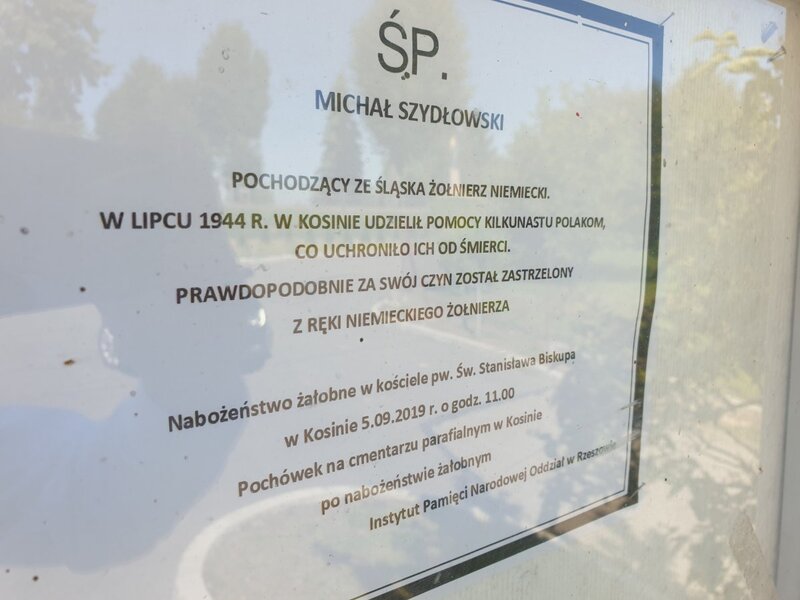 Ś.P.
MICHAŁ SZYDŁOWSKI
POCHODZĄCY ZE ŚLĄSKA ŻOŁNIERZ NIEMIECKI.
W LIPCU 1944 R. W KOSINIE UDZIELIŁ POMOCY KILKUNASTU POLAKOM,
CO UCHRONIŁO ICH OD ŚMIERCI.
PRAWDOPODOBNIE ZA SWÓJ CZYN ZOSTAŁ ZASTRZELONY
Z RĘKI NIEMIECKIEGO ŻOŁNIERZA
Nabożeństwo żałobne w kościele pw. Św. Stanisława Biskupa
w Kosinie 5.09.2019 r. o godz. 11.00
Pochówek na cmentarzu parafialnym w Kosinie
po nabożeństwie żałobnym
Instytut Pamięci Narodowej Oddział w Rzeszowie